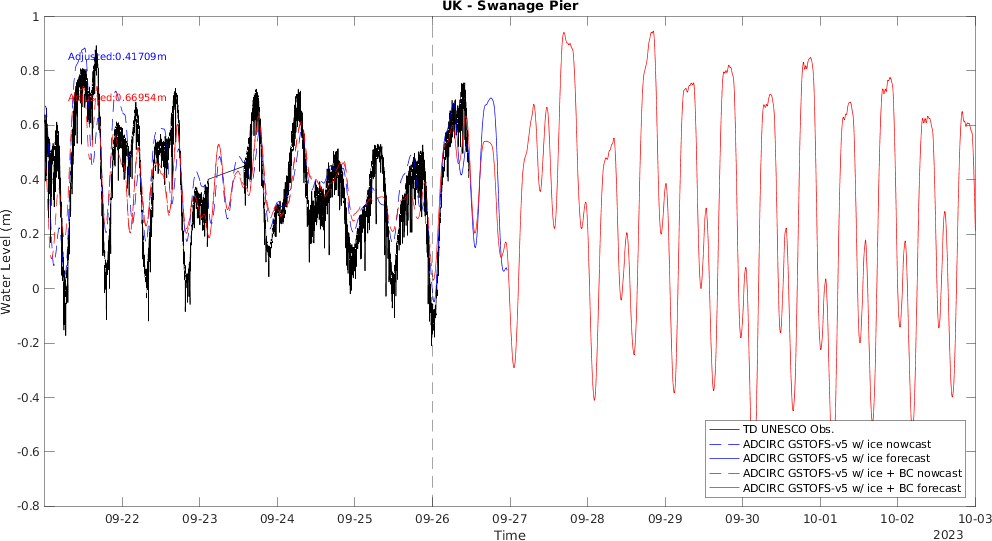 UK - Swanage Pier
1
0.8
0.6
0.4
0.2
0
-0.2
-0.4
-0.6
-0.8
Water Level (m)
Adjusted:0.41709m
Adjusted:0.66954m
TD UNESCO Obs.
ADCIRC GSTOFS-v5 w/ ice nowcast
ADCIRC GSTOFS-v5 w/ ice forecast
ADCIRC GSTOFS-v5 w/ ice + BC nowcast
ADCIRC GSTOFS-v5 w/ ice + BC forecast
09-22 09-23 09-24 09-25 09-26 09-27 09-28 09-29 09-30 10-01 10-02 10-03
Time
2023